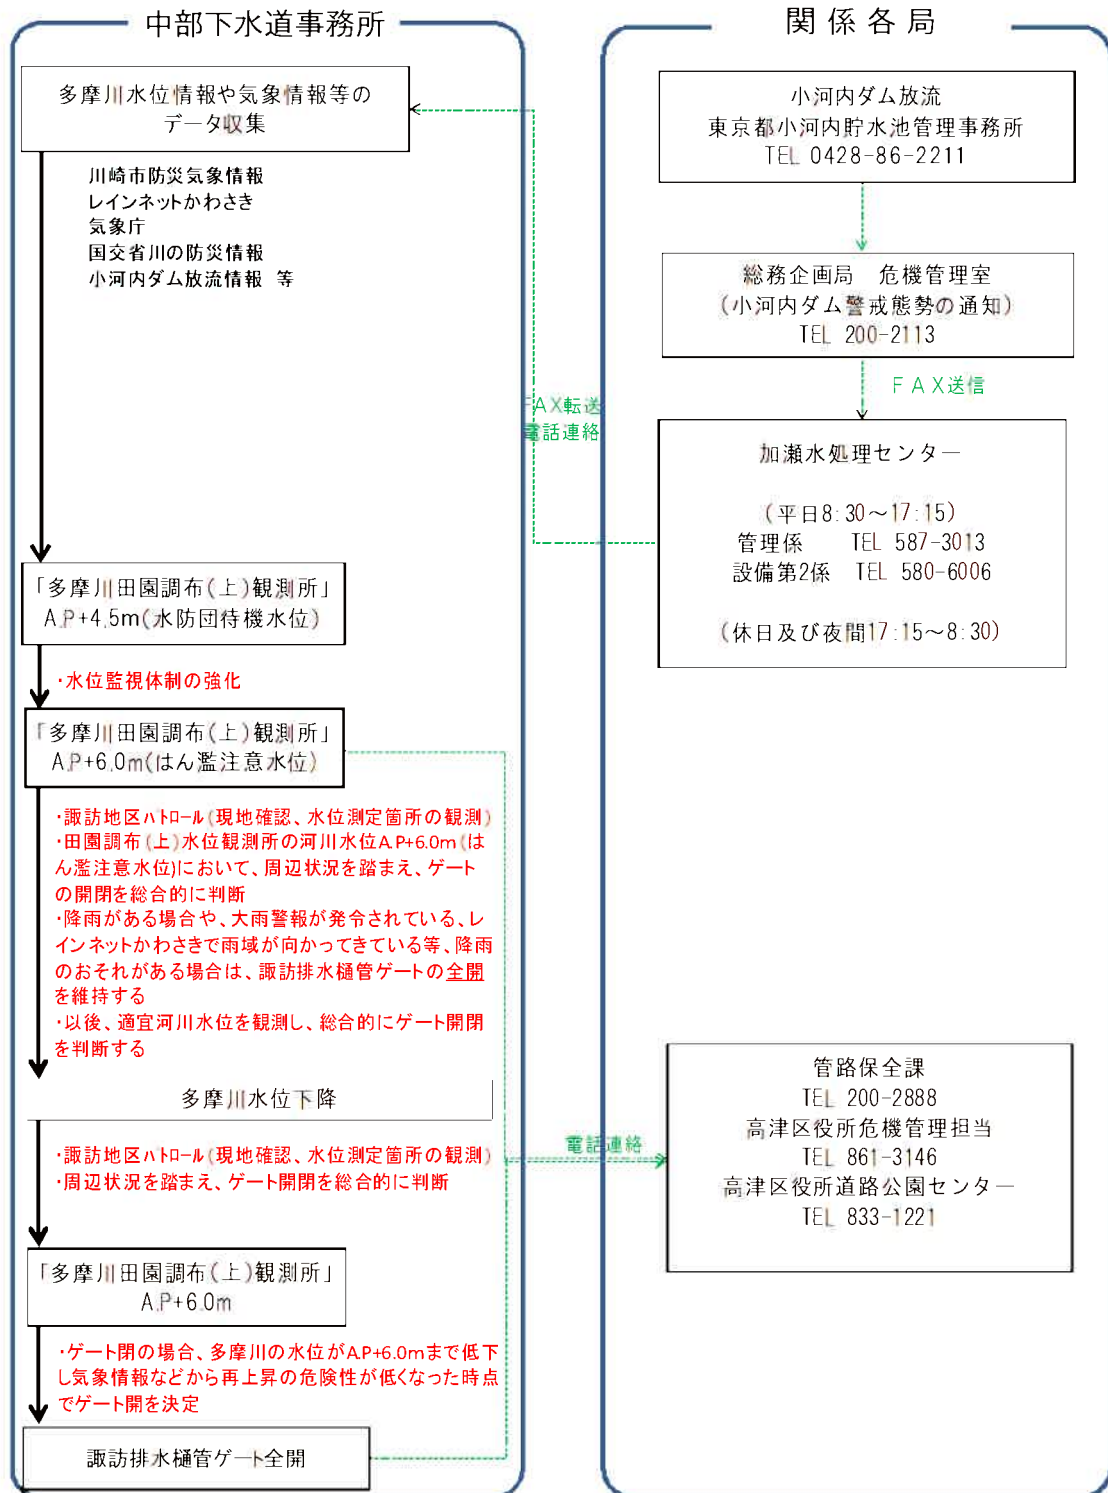 中部下水道事務所
多摩川水位情報や気象情報等の
データ収集
川崎市防災気象情報
レインネットかわさき
気象庁
国交省川の防災情報
小河内ダム放流情報 等
「多摩川田園調布(上)観測所」
A.P+4.5m(水防団待機水位)
・水位監視体制の強化
「多摩川田園調布(上)観測所」
A.P+6.0m(はん濫注意水位)
・諏訪地区パトロール(現地確認、水位測定箇所の観測)
・田園調布(上)水位観測所の河川水位A.P+6.0m(は
ん濫注意水位)において、周辺状況を踏まえ、ゲート
の開閉を総合的に判断
・降雨がある場合や、大雨警報が発令されている、レ
インネットかわさきで雨域が向かってきている等、降雨
のおそれがある場合は、諏訪排水樋管ゲートの全開
を維持する
・以後、適宜河川水位を観測し、総合的にゲート開閉
を判断する
多摩川水位下降
・諏訪地区パトロール(現地確認、水位測定箇所の観測)
・周辺状況を踏まえ、ゲート開閉を総合的に判断
「多摩川田園調布(上)観測所」
A.P+6.0m
・ゲート閉の場合、多摩川の水位がA.P+6.0mまで低下
し気象情報などから再上昇の危険性が低くなった時点
でゲート開を決定
諏訪排水樋管ゲート全開
FAX転送
電話連絡
電話連絡
関係各局
小河内ダム放流
東京都小河内貯水池管理事務所
TEL 0428-86-2211
総務企画局 危機管理室
(小河内ダム警戒態勢の通知)
TEL 200-2113
FAX送信
加瀬水処理センター
(平日8:30～17:15)
管理係 TEL 587-3013
設備第2係 TEL 580-6006
(休日及び夜間17:15～8:30)
管路保全課
TEL 200-2888
高津区役所危機管理担当
TEL 861-3146
高津区役所道路公園センター
TEL 833-1221